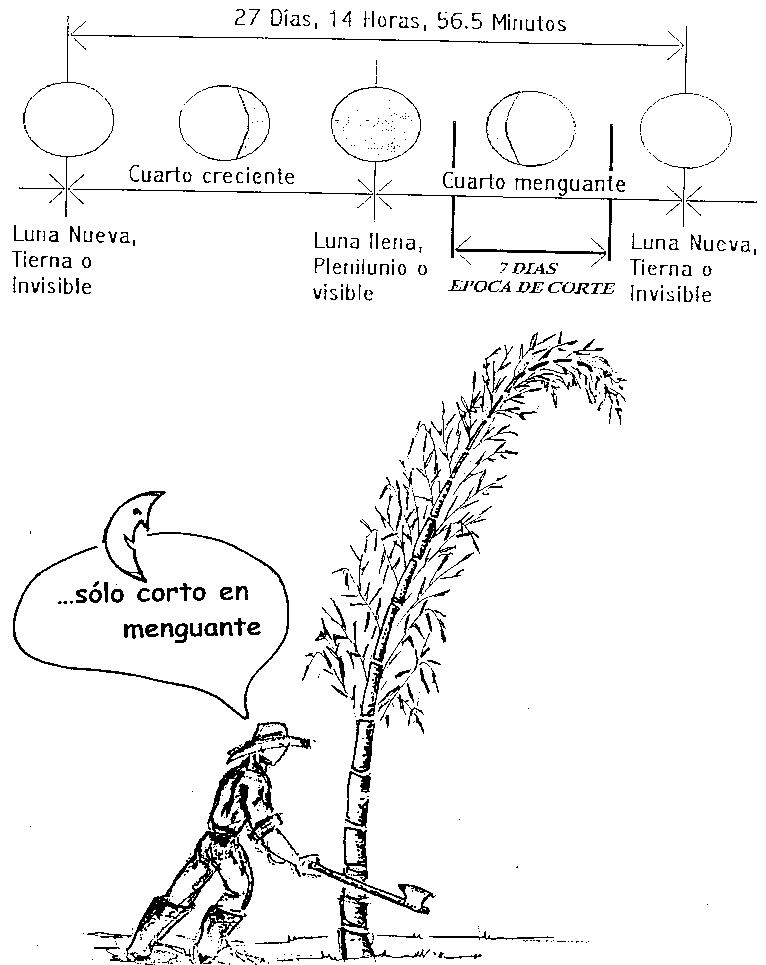 27 Días, 14 Horas, 56.5 Minutos
Cuarto creciente
Cuarto menguante
Luna Nueva,
Tierna o
Invisible
Luna llena,
Plenilunio o
visible
7 DIAS
EPOCA DE CORTE
Luna Nueva,
Tierna o
Invisible
...sólo corto en
menguante